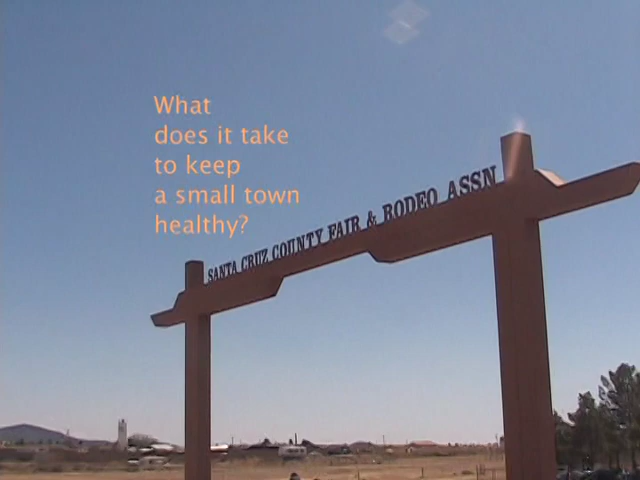 What
does it take
to keep
a small town
healthy?
SANTA CRUZ COUNTY FAIR & RODEO ASSN